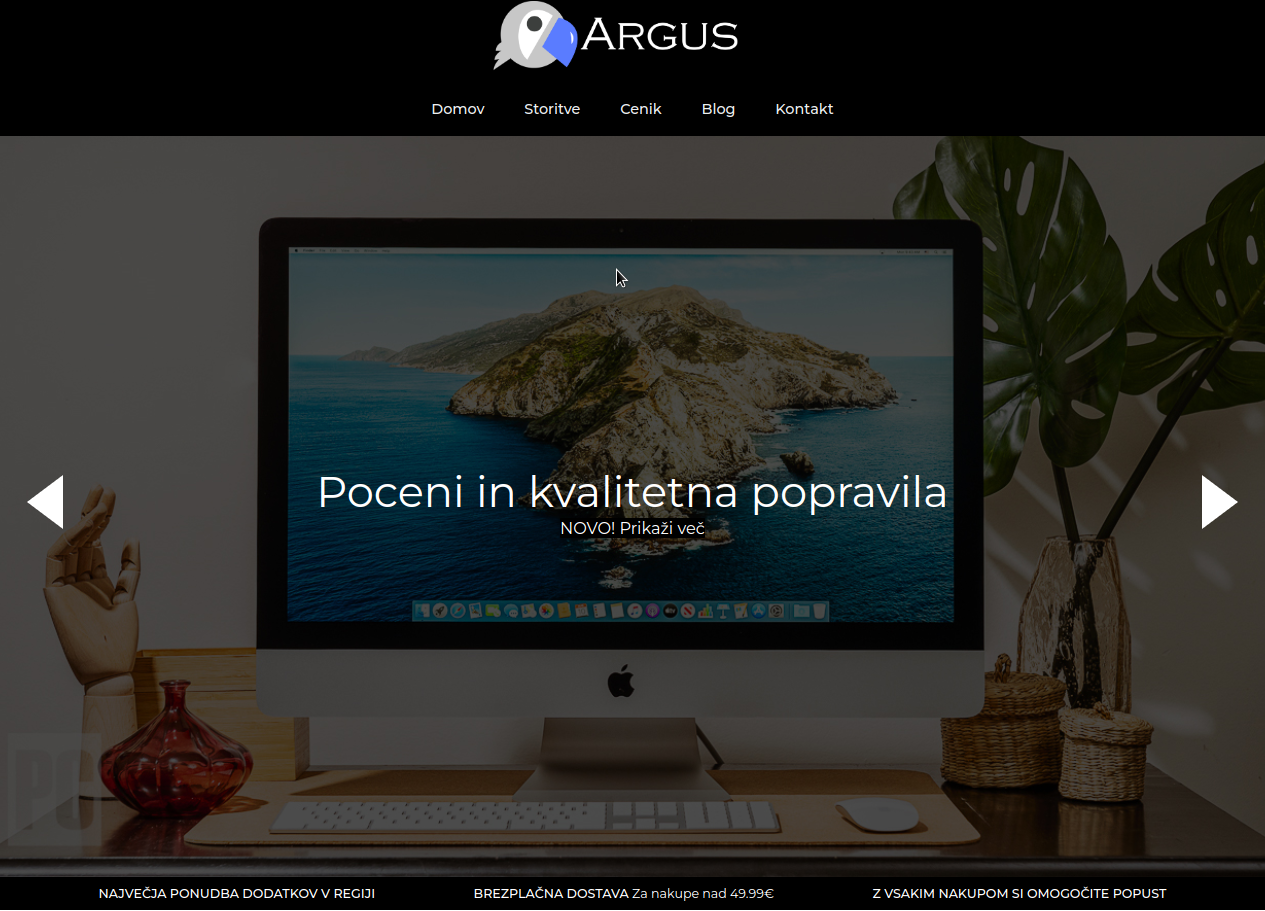 ARGUS
Domov Storitve Cenik Blog Kontakt
Poceni in kvalitetna popravila
NOVO! Prikaži več
PC
NAJVEČJA PONUDBA DODATKOV V REGIJI BREZPLAČNA DOSTAVA Za nakupe nad 49.99€ Z VSAKIM NAKUPOM SI OMOGOČITE POPUST